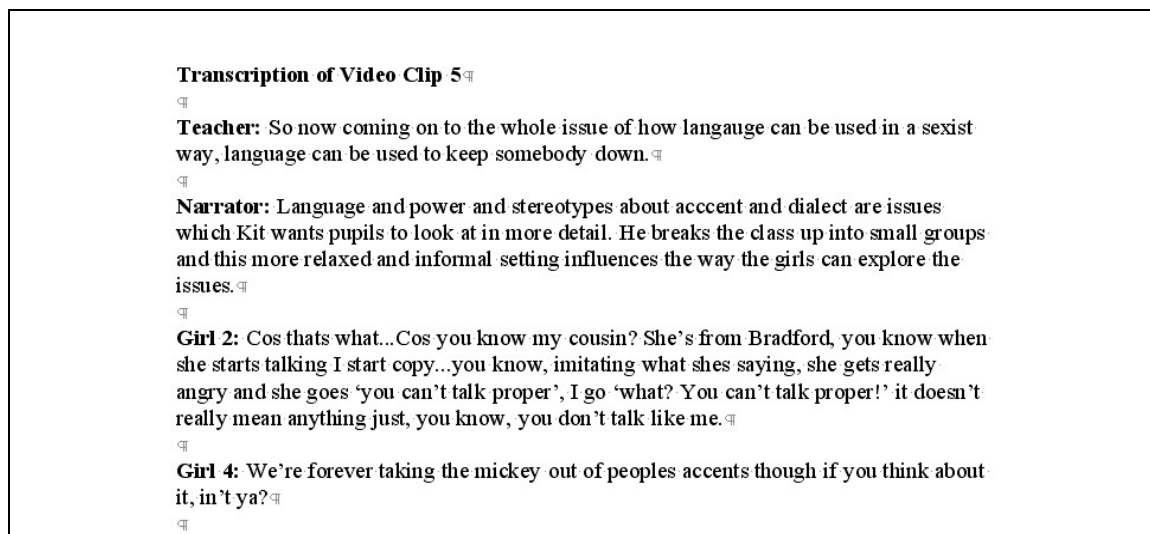 Transcription of Video Clip 5
Teacher: So now coming on to the whole issue of how langauge can be used in a sexist
way, language can be used to keep somebody down.
Narrator: Language and power and stereotypes about acccent and dialect are issues
which Kit wants pupils to look at in more detail. He breaks the class up into small groups
and this more relaxed and informal setting influences the way the girls can explore the
issues.
Girl 2: Cos thats what...Cos you know my cousin? She’s from Bradford, you know when
she starts talking I start copy...you know, imitating what shes saying, she gets really
angry and she goes ‘you can’t talk proper’, I go ‘what? You can’t talk proper!’ it doesn’t
really mean anything just, you know, you don’t talk like me.
Girl 4: We’re forever taking the mickey out of peoples accents though if you think about
it, in’t ya?